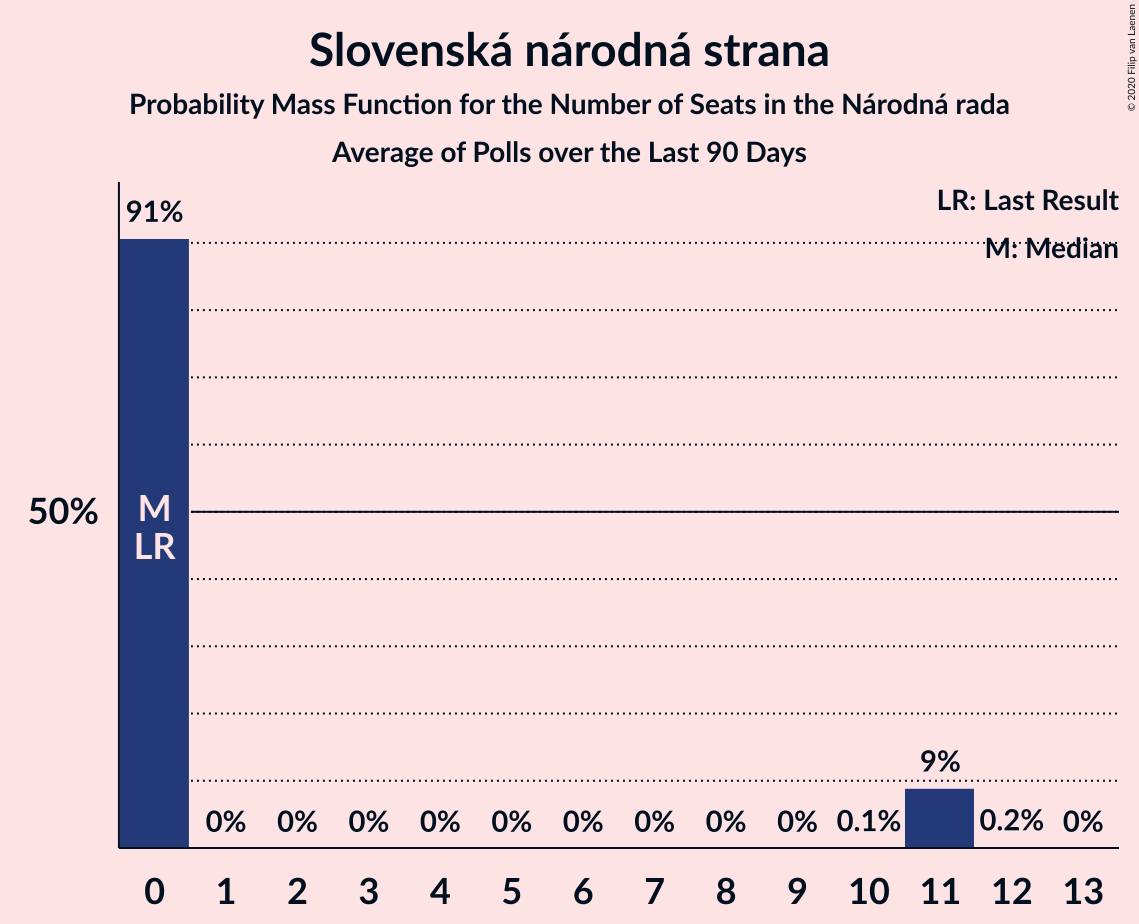 Slovenská národná strana
Probability Mass Function for the Number of Seats in the Národná rada
Average of Polls over the Last 90 Days
© 2020 Filip van Laenen
LR: Last Result
M: Median
91%
50%
M
LR
9%
0% 0% 0% 0% 0% 0% 0% 0% 0% 0.1% 0.2% 0%
0 1 2 3 4 5 6 7 8 9 10 11 12 13